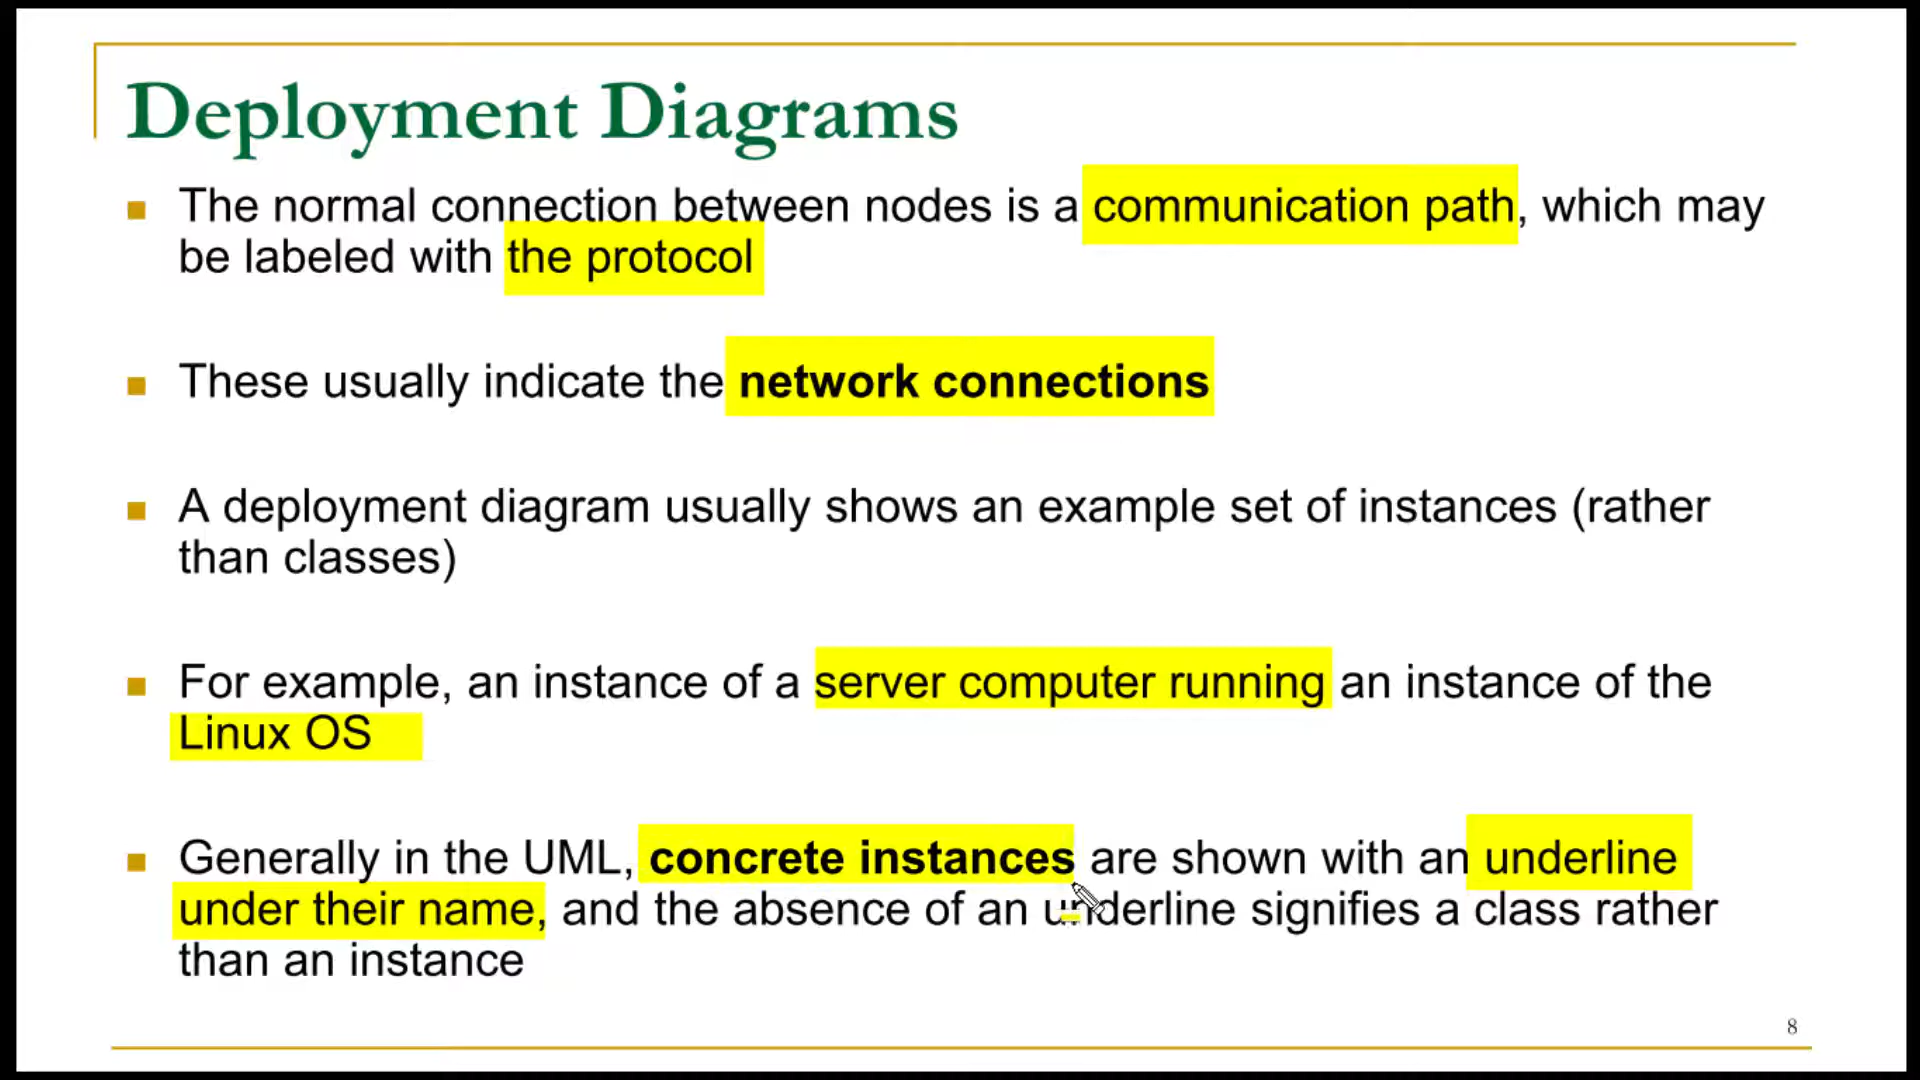 Deployment Diagrams
The normal connection between nodes is a communication path, which may
be labeled with the protocol
These usually indicate the network connections
A deployment diagram usually shows an example set of instances (rather
than classes)
For example, an instance of a server computer running an instance of the
Linux OS
Generally in the UML, concrete instances are shown with an underline
under their name, and the absence of an underline signifies a class rather
than an instance
8